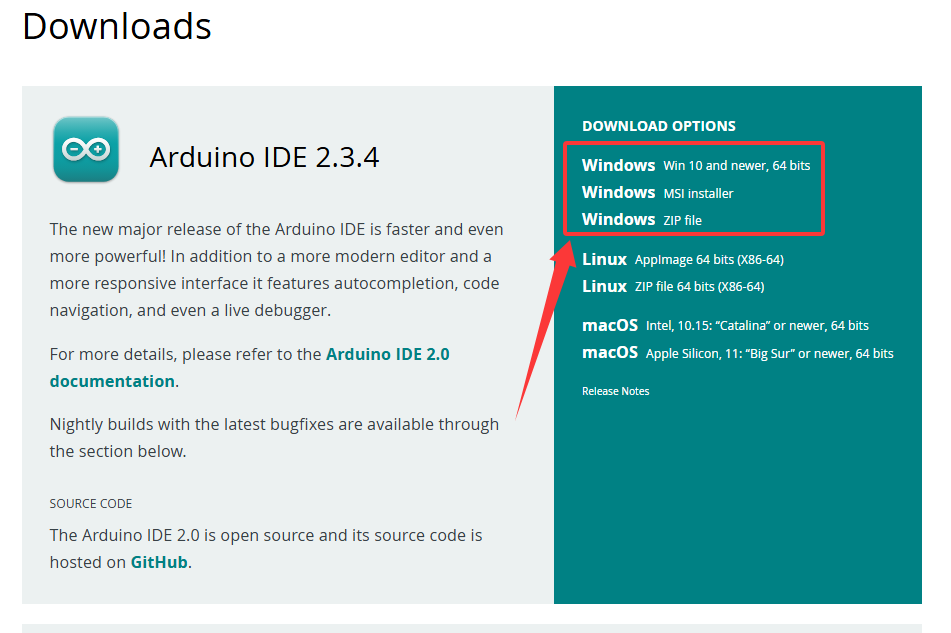 Downloads
Arduino IDE 2.3.4
The new major release of the Arduino IDE is faster and even
more powerful! In addition to a more modern editor and a
more responsive interface it features autocompletion, code
navigation, and even a live debugger.
For more details, please refer to the Arduino IDE 2.0
documentation.
Nightly builds with the latest bugfixes are available through
the section below.
SOURCE CODE
The Arduino IDE 2.0 is open source and its source code is
hosted on GitHub.
DOWNLOAD OPTIONS
Windows Win 10 and newer, 64 bits
Windows MSI installer
Windows ZIP file
Linux AppImage 64 bits (X86-64)
Linux ZIP file 64 bits (X86-64)
macOS Intel, 10.15: “Catalina” or newer, 64 bits
macOS Apple Silicon, 11: “Big Sur” or newer, 64 bits
Release Notes